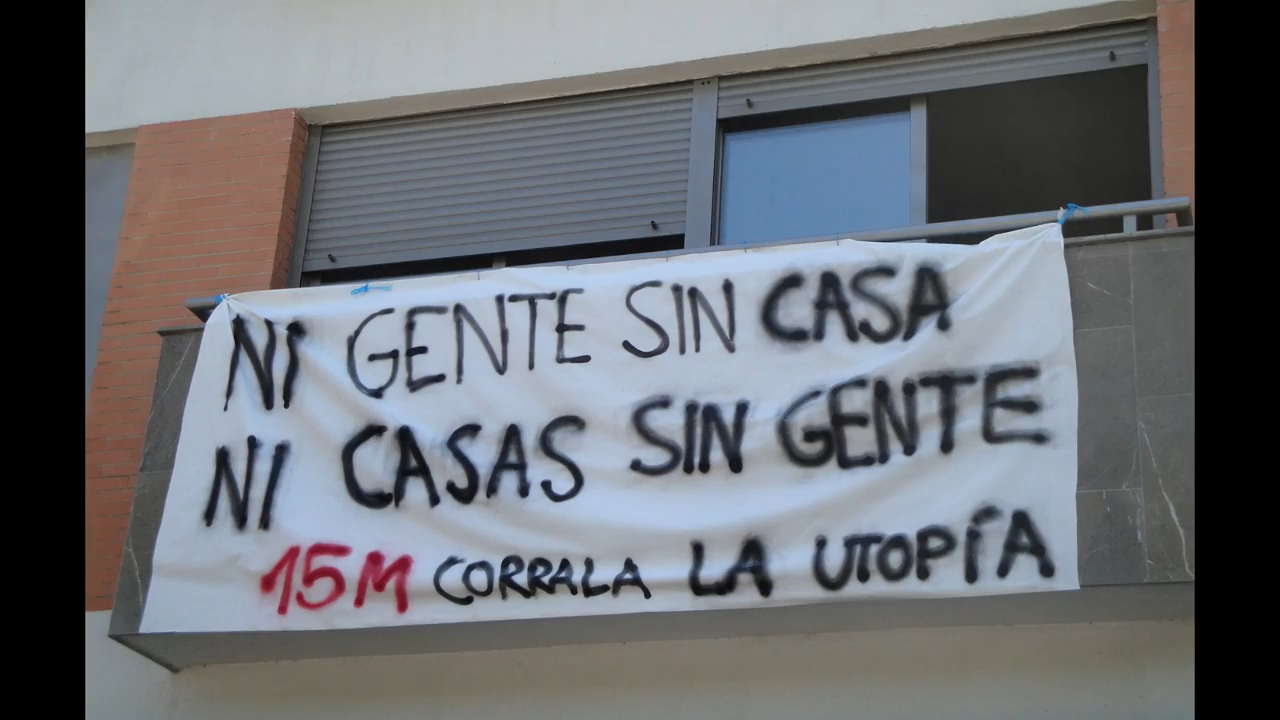 NI GENTE SIN CASA
NI CASAS SIN GENTE
15M CORRALA LA UTOPÍA